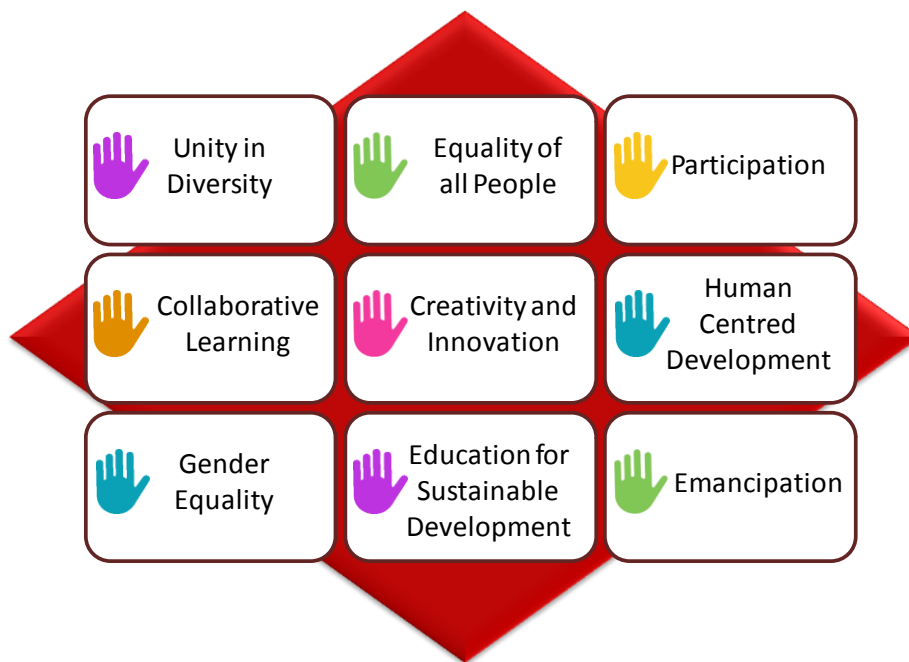 Unity in
Diversity
Equality of
all People
Participation
Collaborative
Learning
Creativity and
Innovation
Human
Centred
Development
Gender
Equality
Education for
Sustainable
Development
Emancipation